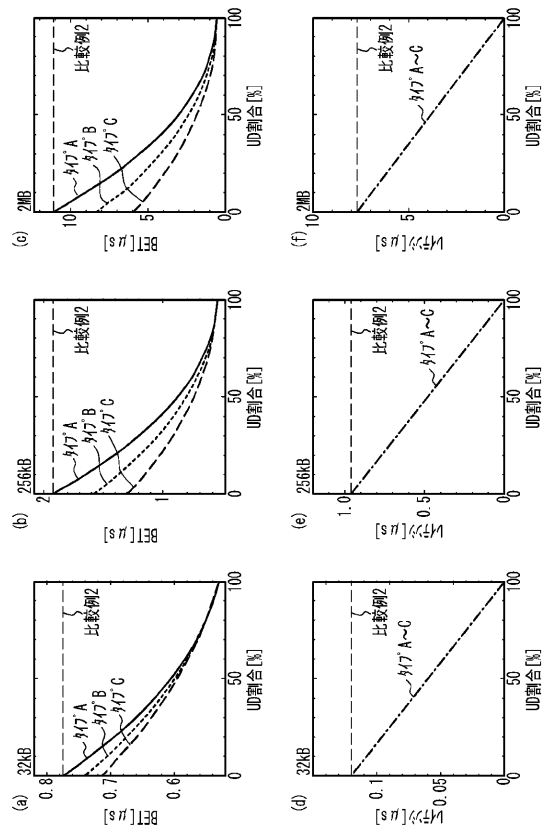 (a)
32kB
0.8
0.7
0.6
BET[μs]
比較例2
タイプA
タイプB
タイプC
0
50
100
UD割合[%]
(b)
256kB
2
1
BET[μs]
比較例2
タイプA
タイプB
タイプC
0
50
100
UD割合[%]
(c)
2MB
10
5
0
BET[μs]
比較例2
タイプA
タイプB
タイプC
0
50
100
UD割合[%]
(d)
32kB
0.1
0.05
0
レイテンシ[μs]
比較例2
タイプA~C
0
50
100
UD割合[%]
(e)
256kB
1.0
0.5
0
レイテンシ[μs]
比較例2
タイプA~C
0
50
100
UD割合[%]
(f)
2MB
10
5
0
レイテンシ[μs]
比較例2
タイプA~C
0
50
100
UD割合[%]